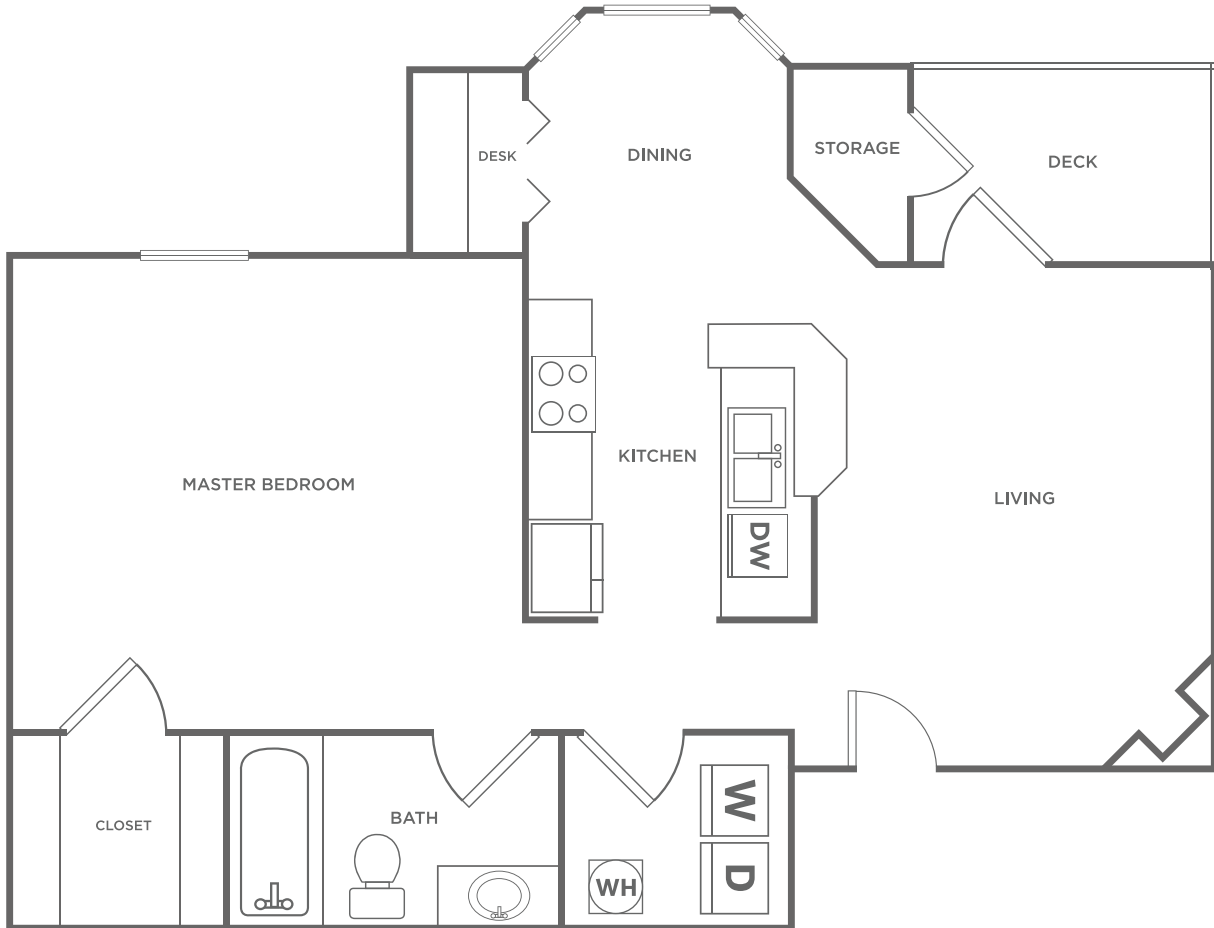 DESK
DINING
STORAGE
DECK
MASTER BEDROOM
KITCHEN
LIVING
DW
CLOSET
BATH
W
D
WH